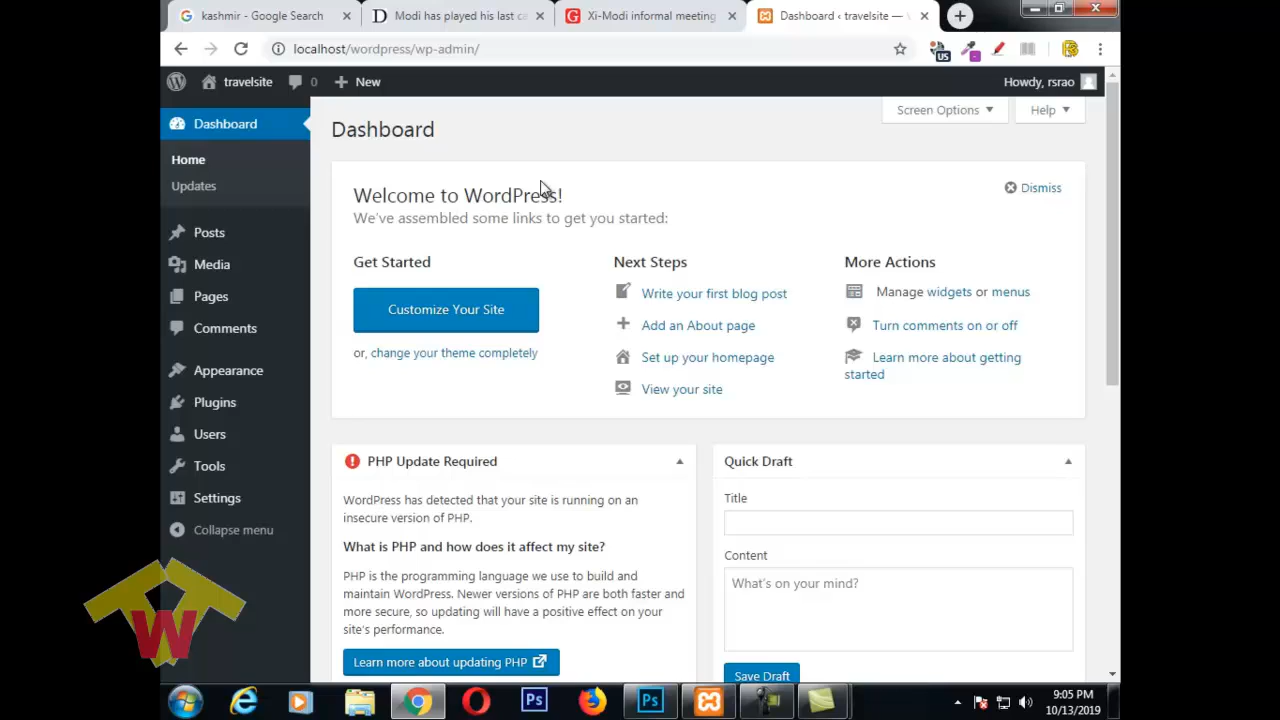 kashmir - Google Search
Modi has played his last ca
Xi-Modi informal meeting
Dashboard ‹ travelsite —
localhost/wordpress/wp-admin/
US
travelsite
0
New
Howdy, rsrao
Dashboard
Home
Updates
Posts
Media
Pages
Comments
Appearance
Plugins
Users
Tools
Settings
Collapse menu
Screen Options
Help
Dashboard
Welcome to WordPress!
Dismiss
We've assembled some links to get you started:
Get Started
Customize Your Site
or, change your theme completely
Next Steps
Write your first blog post
Add an About page
Set up your homepage
View your site
More Actions
Manage widgets or menus
Turn comments on or off
Learn more about getting
started
PHP Update Required
WordPress has detected that your site is running on an
insecure version of PHP.
What is PHP and how does it affect my site?
PHP is the programming language we use to build and
maintain WordPress. Newer versions of PHP are both faster and
more secure, so updating will have a positive effect on your
site's performance.
Learn more about updating PHP
Quick Draft
Title
Content
What's on your mind?
Save Draft
W
Ps
Ps
9:05 PM
10/13/2019